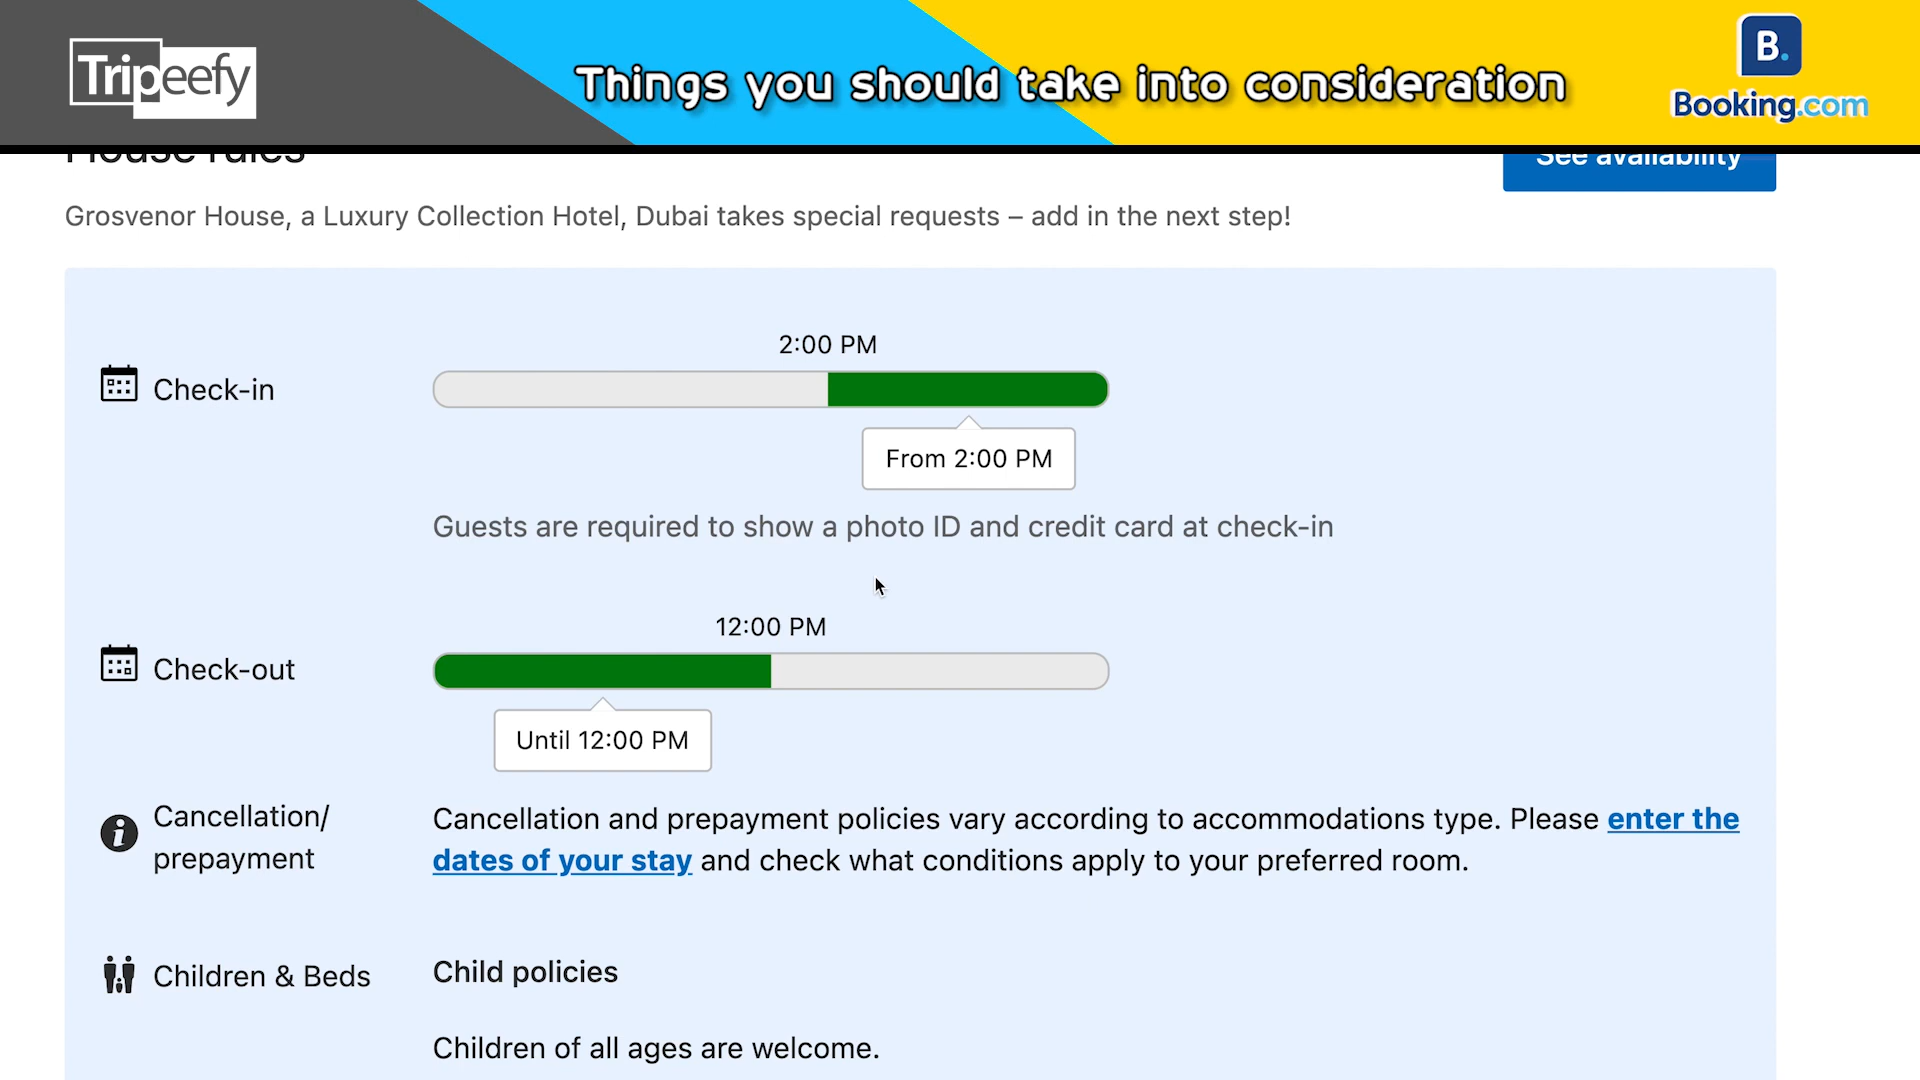 Tripeefy
Things you should take into consideration
B.
Booking.com
House rules
See availability
Grosvenor House, a Luxury Collection Hotel, Dubai takes special requests – add in the next step!
2:00 PM
Check-in
From 2:00 PM
Guests are required to show a photo ID and credit card at check-in
12:00 PM
Check-out
Until 12:00 PM
Cancellation/
prepayment
Cancellation and prepayment policies vary according to accommodations type. Please enter the
dates of your stay and check what conditions apply to your preferred room.
Children & Beds
Child policies
Children of all ages are welcome.